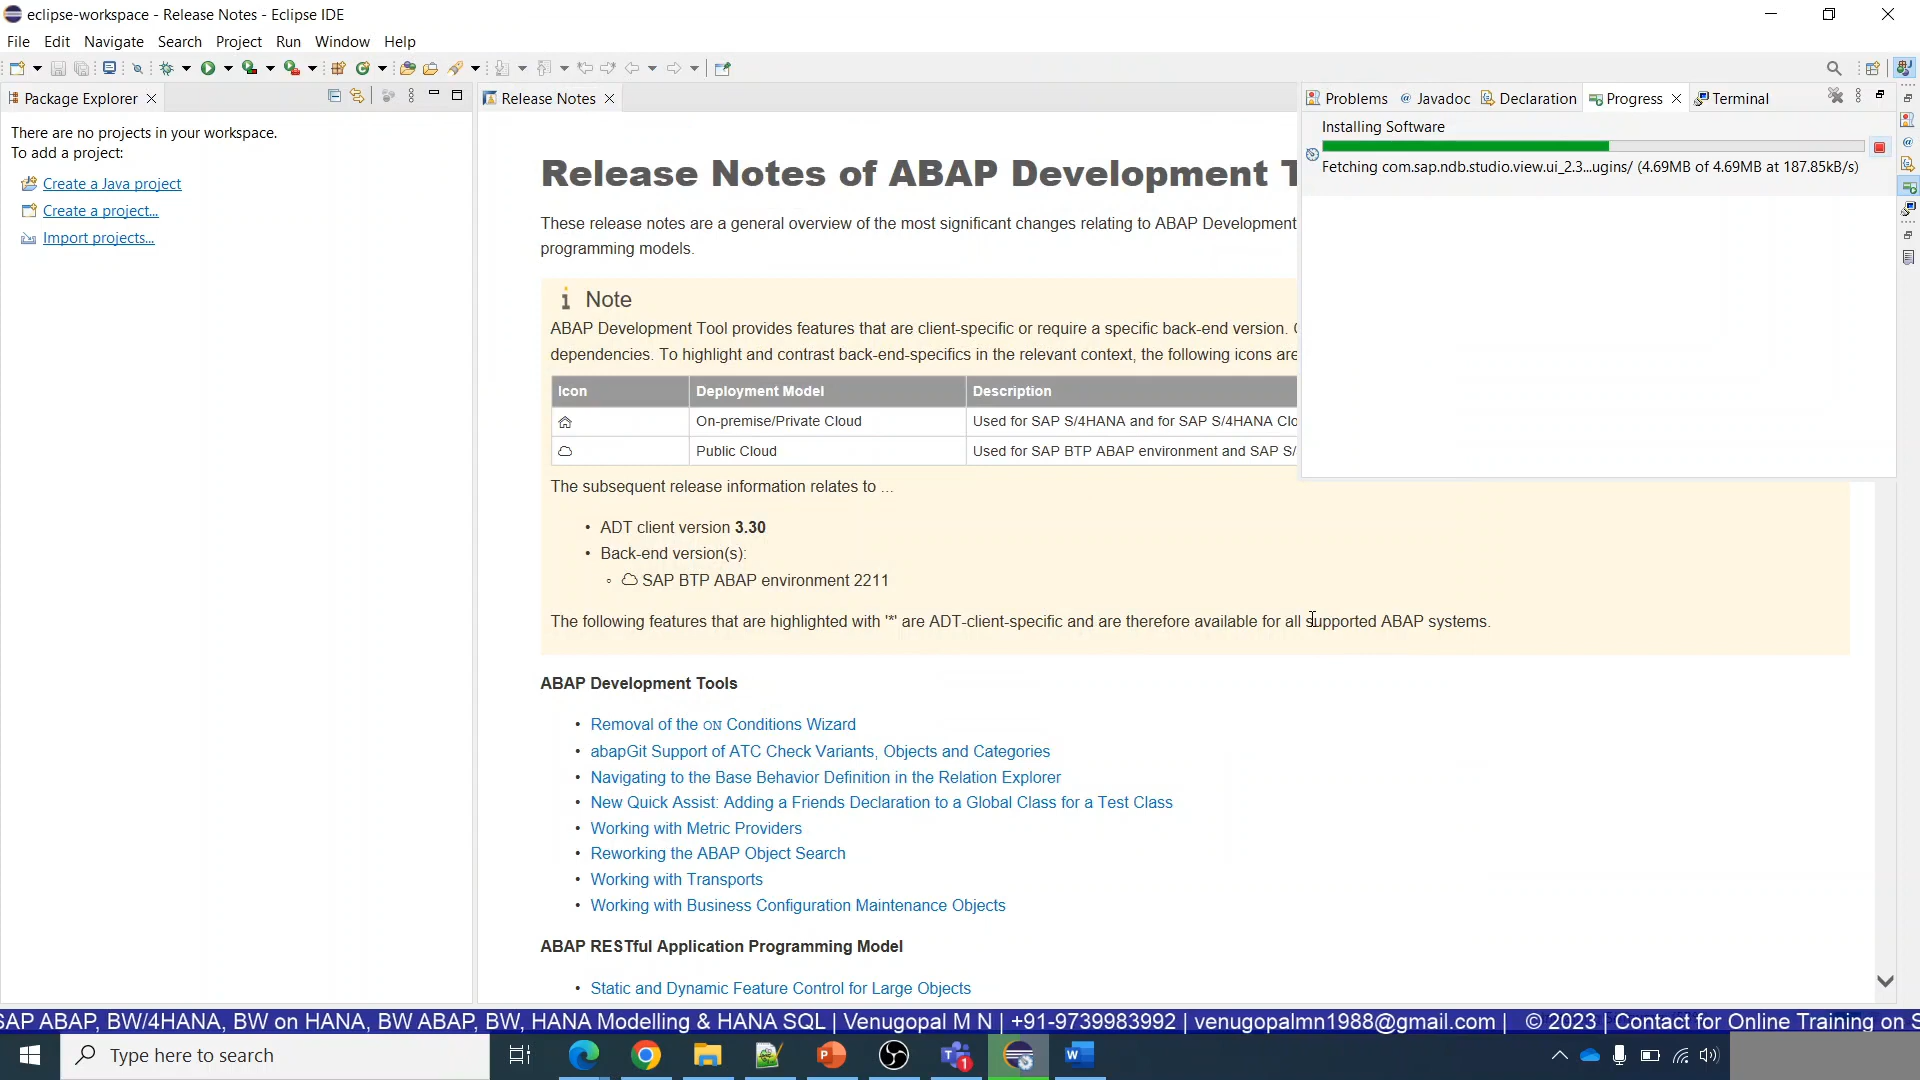 eclipse-workspace - Release Notes - Eclipse IDE
File Edit Navigate Search Project Run Window Help
Package Explorer
There are no projects in your workspace.
To add a project:
Create a Java project
Create a project...
Import projects...
Release Notes
Release Notes of ABAP Development T
These release notes are a general overview of the most significant changes relating to ABAP Development
programming models.
i Note
ABAP Development Tool provides features that are client-specific or require a specific back-end version.
dependencies. To highlight and contrast back-end-specifics in the relevant context, the following icons are
Icon Deployment Model Description
On-premise/Private Cloud Used for SAP S/4HANA and for SAP S/4HANA Clo
Public Cloud Used for SAP BTP ABAP environment and SAP S/
The subsequent release information relates to ...
• ADT client version 3.30
• Back-end version(s):
◦ SAP BTP ABAP environment 2211
The following features that are highlighted with '*' are ADT-client-specific and are therefore available for all supported ABAP systems.
ABAP Development Tools
• Removal of the ON Conditions Wizard
• abapGit Support of ATC Check Variants, Objects and Categories
• Navigating to the Base Behavior Definition in the Relation Explorer
• New Quick Assist: Adding a Friends Declaration to a Global Class for a Test Class
• Working with Metric Providers
• Reworking the ABAP Object Search
• Working with Transports
• Working with Business Configuration Maintenance Objects
ABAP RESTful Application Programming Model
• Static and Dynamic Feature Control for Large Objects
Problems @ Javadoc Declaration Progress Terminal
Installing Software
Fetching com.sap.ndb.studio.view.ui_2.3...ugins/ (4.69MB of 4.69MB at 187.85kB/s)
SAP ABAP, BW/4HANA, BW on HANA, BW ABAP, BW, HANA Modelling & HANA SQL | Venugopal M N | +91-9739983992 | venugopalmn1988@gmail.com | © 2023 | Contact for Online Training on S
Type here to search
1